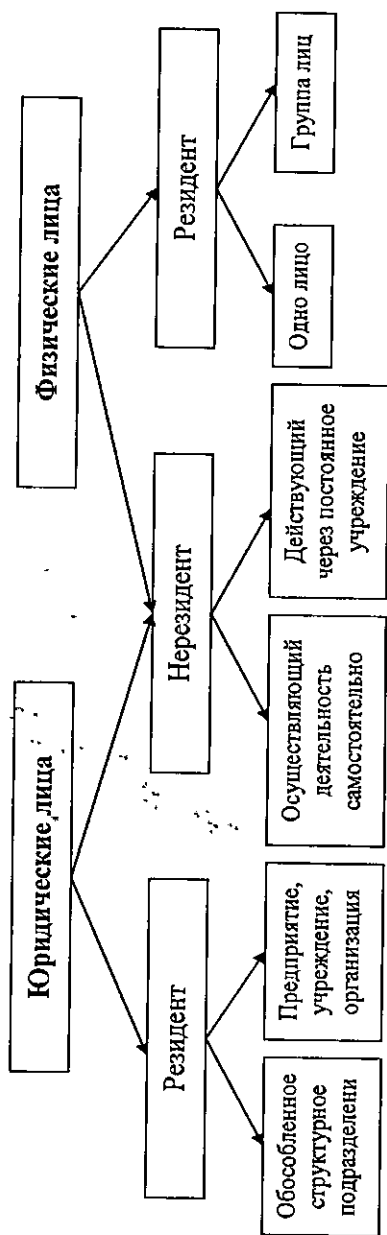 Юридические лица
Физические лица
Резидент
Нерезидент
Резидент
Обособленное
структурное
подразделени
Предприятие,
учреждение,
организация
Осуществляющий
деятельность
самостоятельно
Действующий
через постоянное
учреждение
Одно лицо
Группа лиц